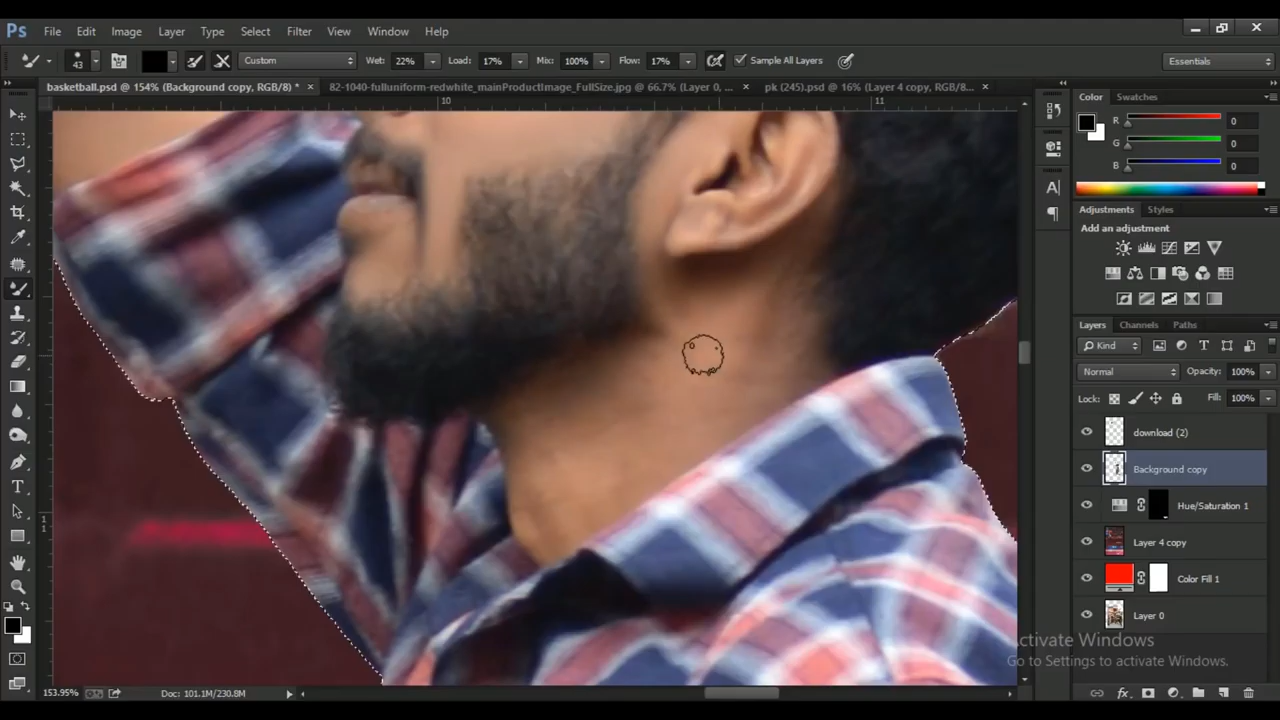 Ps File Edit Image Layer Type Select Filter View Window Help
43 Custom Wet: 22% Load: 17% Mix: 100% Flow: 17% Sample All Layers Essentials
basketball.psd @ 154% (Background copy, RGB/8) * × 82-1040-fulluniform-redwhite_mainProductImage_FullSize.jpg @ 66.7% (Layer 0, ... × pk (245).psd @ 16% (Layer 4 copy, RGB/8... ×
10 11
Color Swatches
R 0
G 0
B 0
Adjustments Styles
Add an adjustment
Layers Channels Paths
Kind
Normal Opacity: 100%
Lock: Fill: 100%
download (2)
Background copy
Hue/Saturation 1
Layer 4 copy
Color Fill 1
Layer 0
Activate Windows
Go to Settings to activate Windows.
153.95% Doc: 101.1M/230.8M